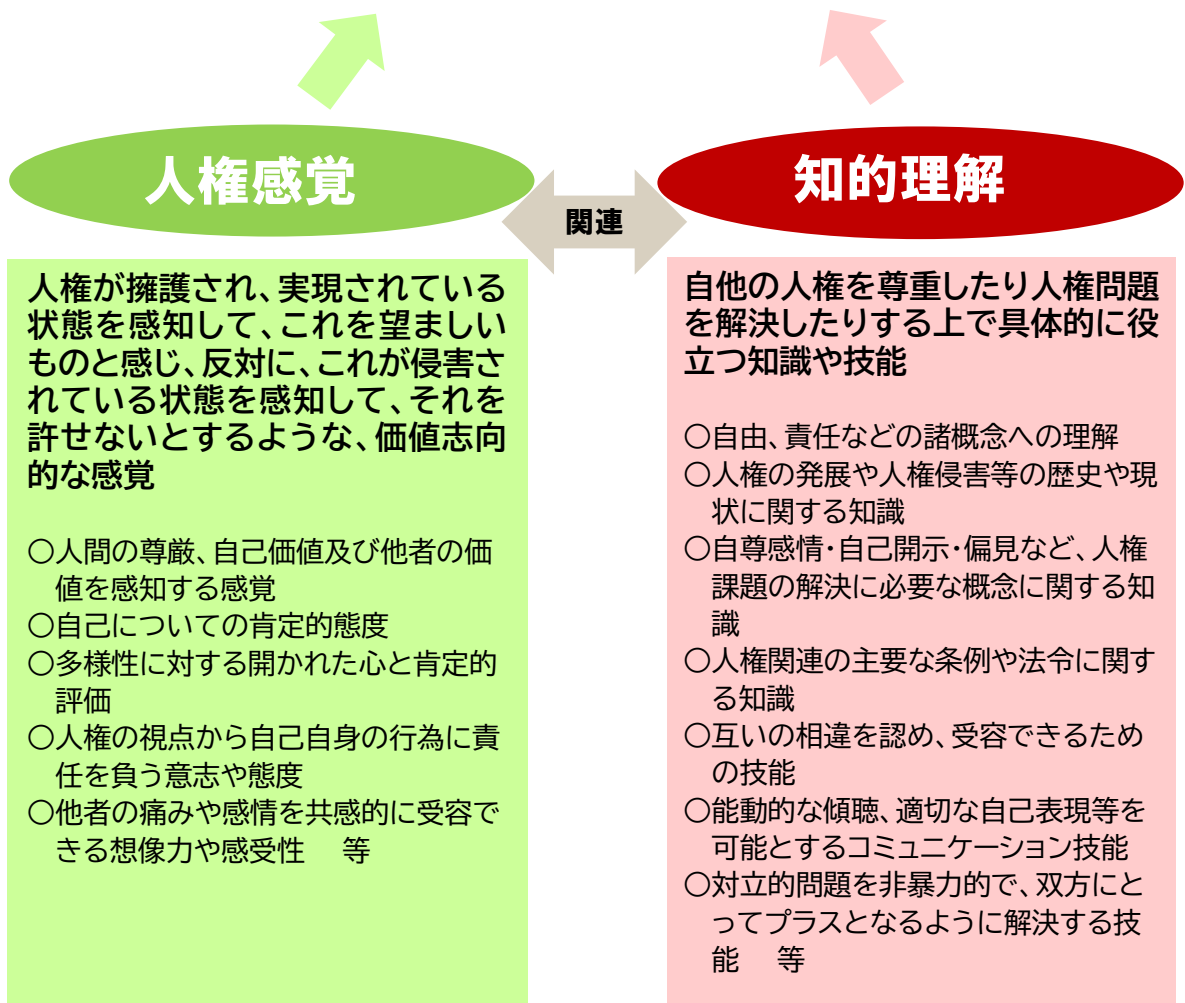 人権感覚
関連
知的理解
人権が擁護され、実現されている
状態を感知して、これを望ましい
ものと感じ、反対に、これが侵害さ
れている状態を感知して、それを
許せないとするような、価値志向
的な感覚
○人間の尊厳、自己価値及び他者の価
値を感知する感覚
○自己についての肯定的態度
○多様性に対する開かれた心と肯定的
評価
○人権の視点から自己自身の行為に責
任を負う意志や態度
○他者の痛みや感情を共感的に受容で
きる想像力や感受性　等
自他の人権を尊重したり人権問題
を解決したりする上で具体的に役
立つ知識や技能
○自由、責任などの諸概念への理解
○人権の発展や人権侵害等の歴史や現
状に関する知識
○自尊感情・自己開示・偏見など、人権
課題の解決に必要な概念に関する知
識
○人権関連の主要な条例や法令に関す
る知識
○互いの相違を認め、受容できるため
の技能
○能動的な傾聴、適切な自己表現等を
可能とするコミュニケーション技能
○対立的問題を非暴力的で、双方にと
ってプラスとなるように解決する技
能　等